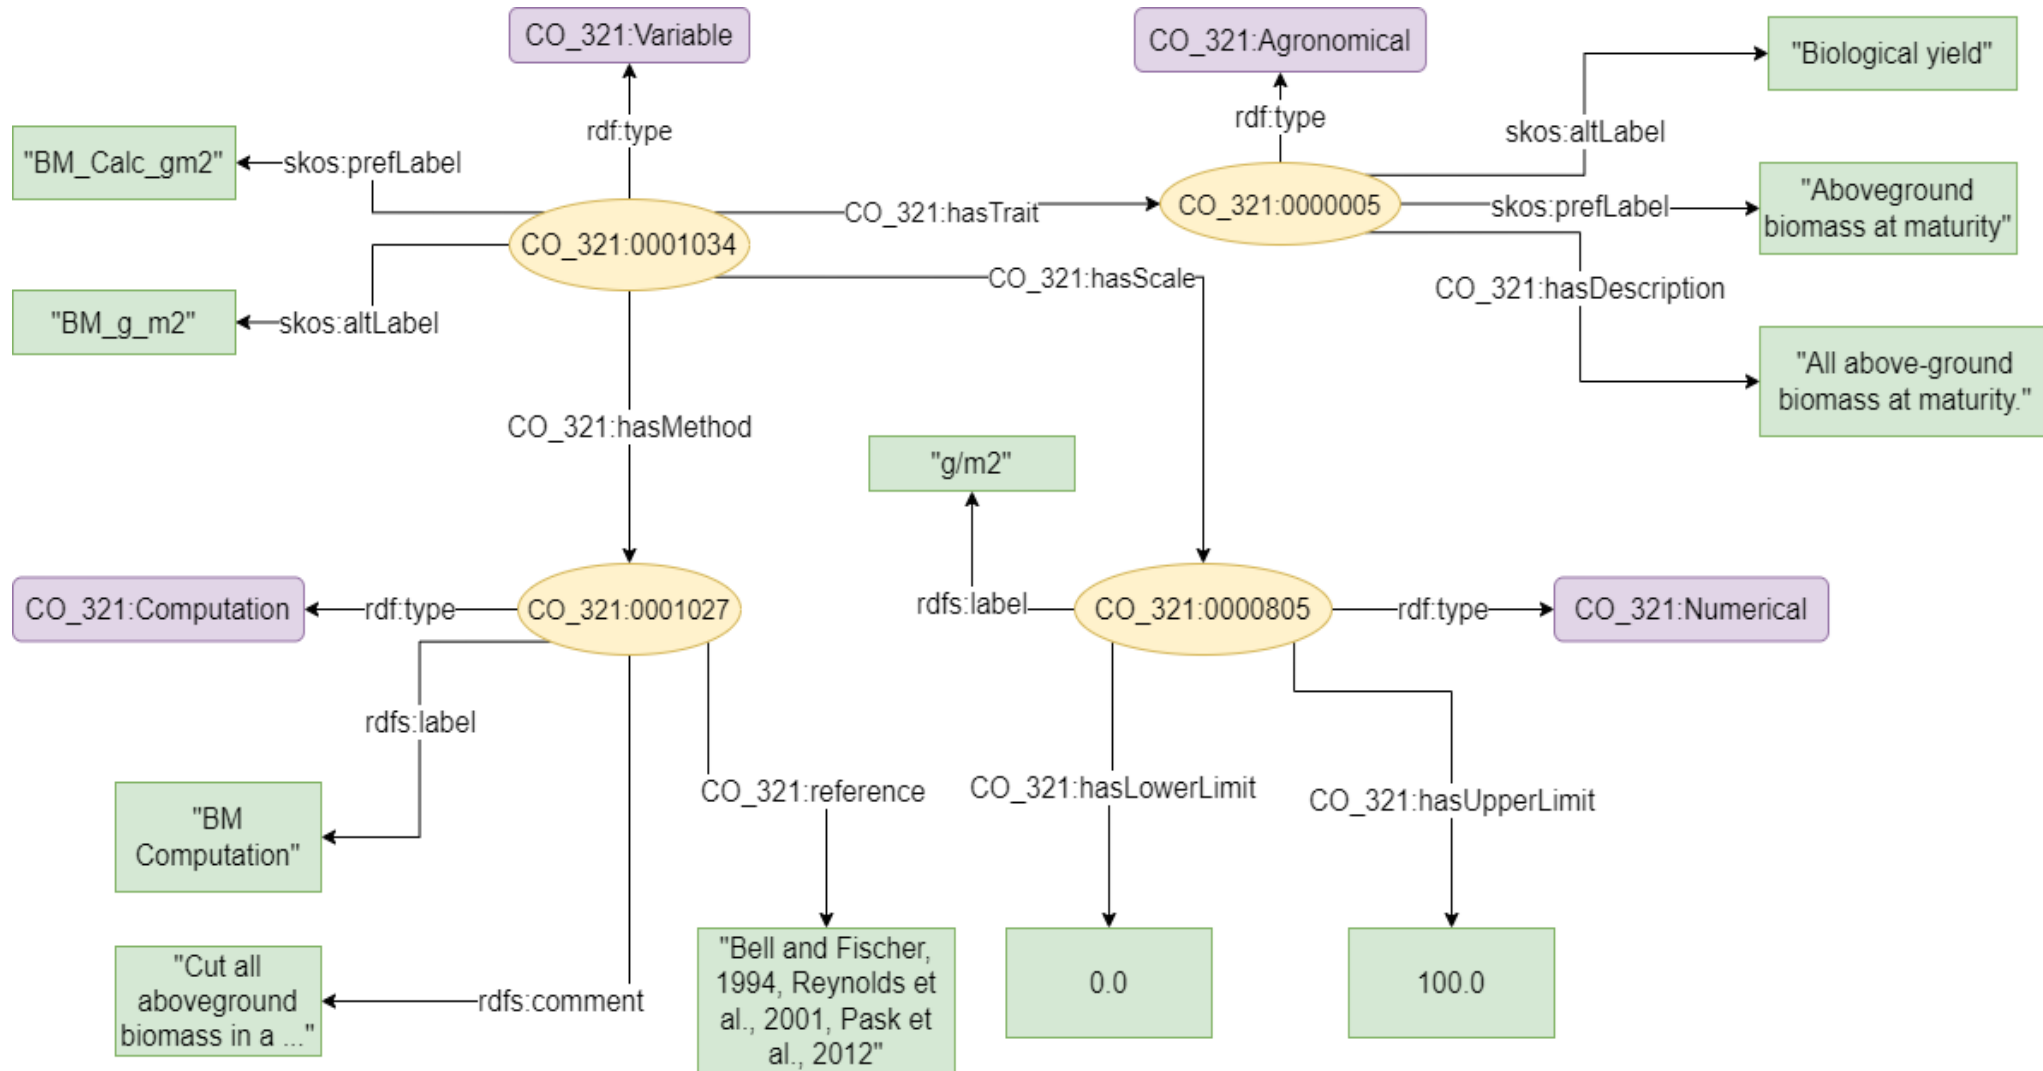 CO_321:Variable
CO_321:Agronomical
"Biological yield"
rdf:type
rdf:type
skos:altLabel
"BM_Calc_gm2"
skos:prefLabel
CO_321:hasTrait
CO_321:0000005
skos:prefLabel
"Aboveground
biomass at maturity"
CO_321:0001034
CO_321:hasScale
CO_321:hasDescription
"BM_g_m2"
skos:altLabel
"All above-ground
biomass at maturity."
CO_321:hasMethod
"g/m2"
CO_321:Computation
rdf:type
CO_321:0001027
rdfs:label
CO_321:0000805
rdf:type
CO_321:Numerical
rdfs:label
CO_321:reference
CO_321:hasLowerLimit
CO_321:hasUpperLimit
"BM
Computation"
"Cut all
aboveground
biomass in a ..."
rdfs:comment
"Bell and Fischer,
1994, Reynolds et
al., 2001, Pask et
al., 2012"
0.0
100.0